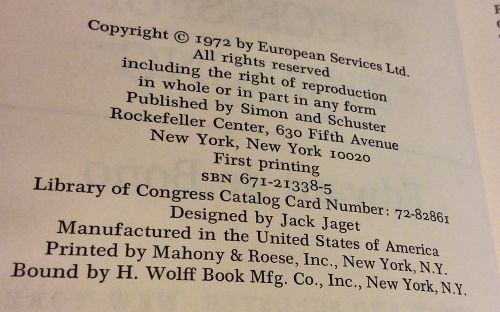 Copyright © 1972 by European Services Ltd.
All rights reserved
including the right of reproduction
in whole or in part in any form
Published by Simon and Schuster
Rockefeller Center, 630 Fifth Avenue
New York, New York 10020
First printing
SBN 671-21338-5
Library of Congress Catalog Card Number: 72-82861
Designed by Jack Jaget
Manufactured in the United States of America
Printed by Mahony & Roese, Inc., New York, N.Y.
Bound by H. Wolff Book Mfg. Co., Inc., New York, N.Y.